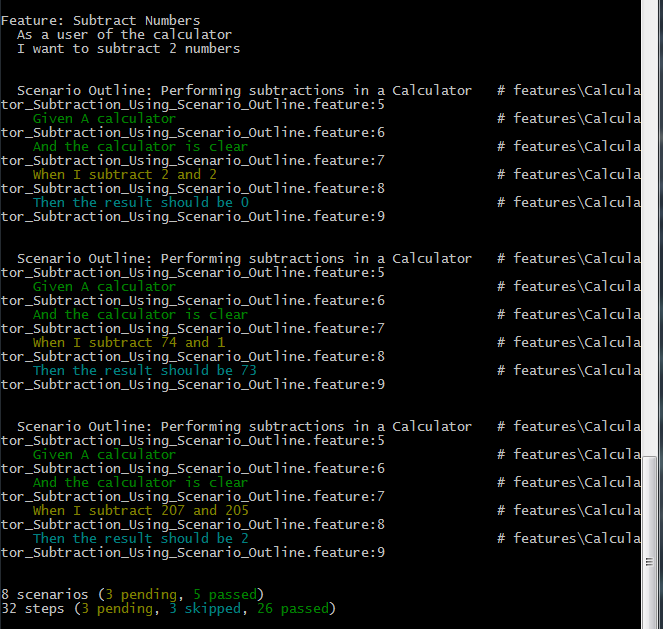 Feature: Subtract Numbers
As a user of the calculator
I want to subtract 2 numbers
Scenario Outline: Performing subtractions in a Calculator # features\Calcula
tor_Subtraction_Using_Scenario_Outline.feature:5
Given A calculator # features\Calcula
tor_Subtraction_Using_Scenario_Outline.feature:6
And the calculator is clear # features\Calcula
tor_Subtraction_Using_Scenario_Outline.feature:7
When I subtract 2 and 2 # features\Calcula
tor_Subtraction_Using_Scenario_Outline.feature:8
Then the result should be 0 # features\Calcula
tor_Subtraction_Using_Scenario_Outline.feature:9
Scenario Outline: Performing subtractions in a Calculator # features\Calcula
tor_Subtraction_Using_Scenario_Outline.feature:5
Given A calculator # features\Calcula
tor_Subtraction_Using_Scenario_Outline.feature:6
And the calculator is clear # features\Calcula
tor_Subtraction_Using_Scenario_Outline.feature:7
When I subtract 74 and 1 # features\Calcula
tor_Subtraction_Using_Scenario_Outline.feature:8
Then the result should be 73 # features\Calcula
tor_Subtraction_Using_Scenario_Outline.feature:9
Scenario Outline: Performing subtractions in a Calculator # features\Calcula
tor_Subtraction_Using_Scenario_Outline.feature:5
Given A calculator # features\Calcula
tor_Subtraction_Using_Scenario_Outline.feature:6
And the calculator is clear # features\Calcula
tor_Subtraction_Using_Scenario_Outline.feature:7
When I subtract 207 and 205 # features\Calcula
tor_Subtraction_Using_Scenario_Outline.feature:8
Then the result should be 2 # features\Calcula
tor_Subtraction_Using_Scenario_Outline.feature:9
8 scenarios (3 pending, 5 passed)
32 steps (3 pending, 3 skipped, 26 passed)